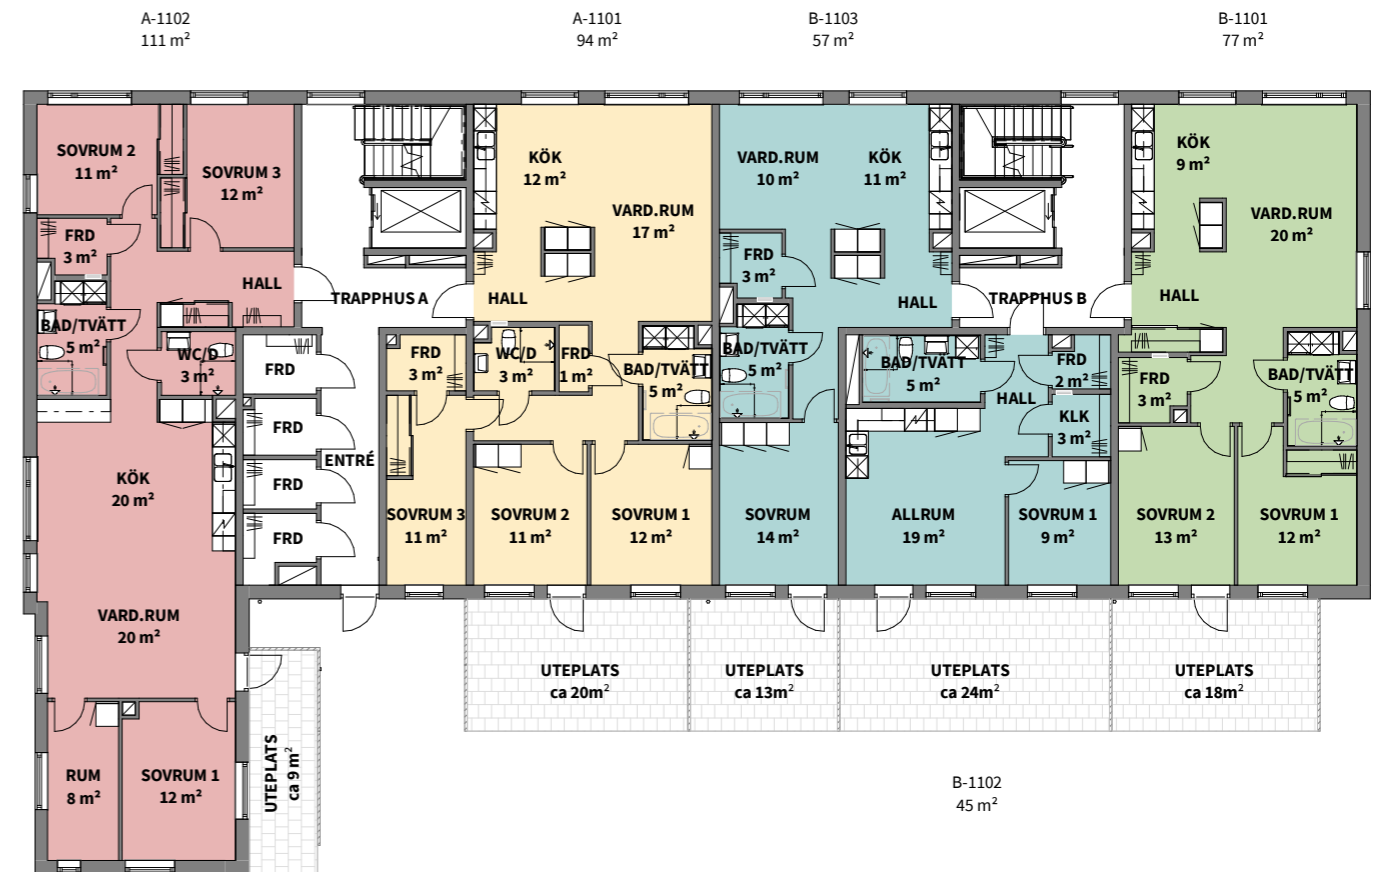 A-1102
111 m²
A-1101
94 m²
B-1103
57 m²
B-1101
77 m²
SOVRUM 2
11 m²
SOVRUM 3
12 m²
FRD
3 m²
HALL
BAD/TVÄTT
5 m²
WC/D
3 m²
KÖK
20 m²
VARD.RUM
20 m²
RUM
8 m²
SOVRUM 1
12 m²
UTEPLATS
ca 9 m²
TRAPPHUS A
FRD
FRD
FRD
FRD
ENTRÉ
KÖK
12 m²
VARD.RUM
17 m²
HALL
FRD
3 m²
WC/D
3 m²
FRD
1 m²
BAD/TVÄTT
5 m²
SOVRUM 3
11 m²
SOVRUM 2
11 m²
SOVRUM 1
12 m²
UTEPLATS
ca 20m²
VARD.RUM
10 m²
KÖK
11 m²
FRD
3 m²
HALL
BAD/TVÄTT
5 m²
SOVRUM
14 m²
UTEPLATS
ca 13m²
TRAPPHUS B
BAD/TVÄTT
5 m²
HALL
FRD
2 m²
KLK
3 m²
ALLRUM
19 m²
SOVRUM 1
9 m²
UTEPLATS
ca 24m²
KÖK
9 m²
VARD.RUM
20 m²
HALL
FRD
3 m²
BAD/TVÄTT
5 m²
SOVRUM 2
13 m²
SOVRUM 1
12 m²
UTEPLATS
ca 18m²
B-1102
45 m²